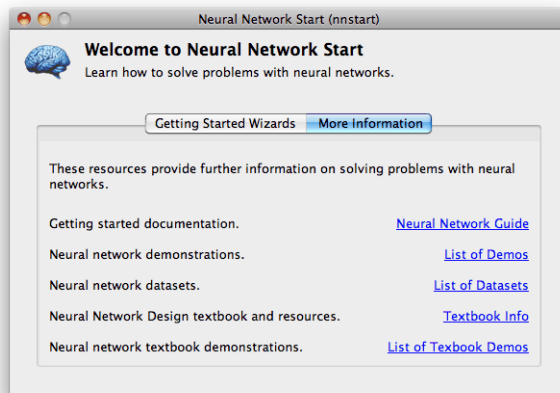 Neural Network Start (nnstart)
Welcome to Neural Network Start
Learn how to solve problems with neural networks.
Getting Started Wizards More Information
These resources provide further information on solving problems with neural
networks.
Getting started documentation. Neural Network Guide
Neural network demonstrations. List of Demos
Neural network datasets. List of Datasets
Neural Network Design textbook and resources. Textbook Info
Neural network textbook demonstrations. List of Texbook Demos